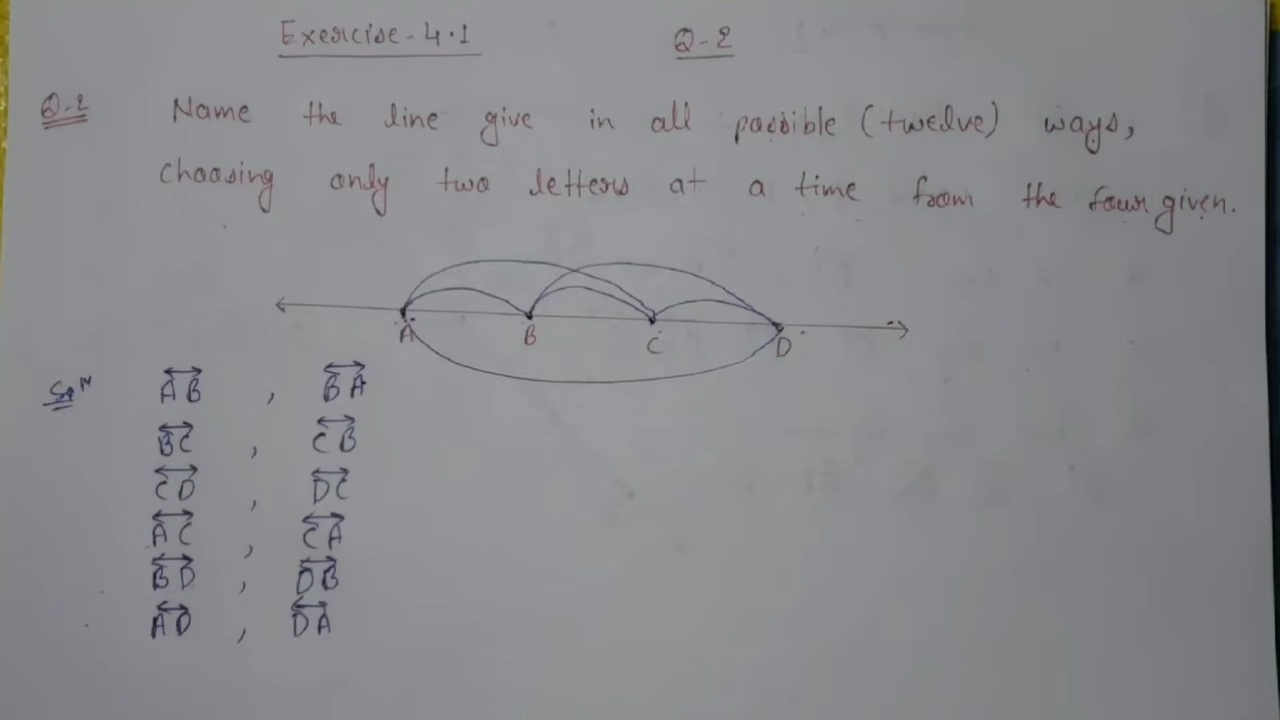 Exercise-4.1 Q-2
Q-2 Name the line give in all possible (twelve) ways,
choosing only two letters at a time from the four given.
A B C D
Solⁿ A͡B, B͡A